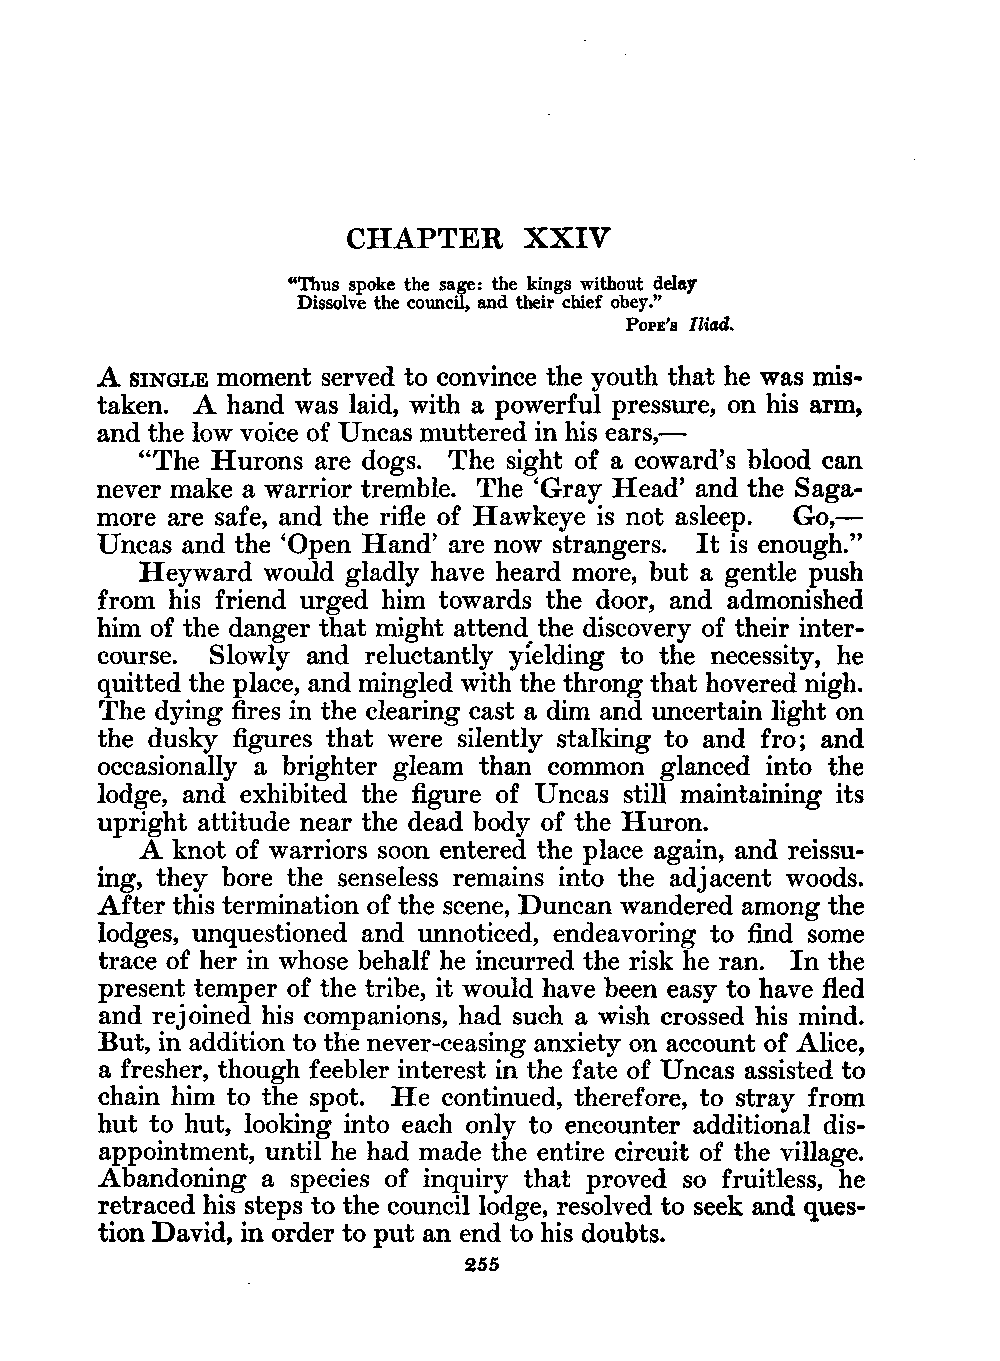 CHAPTER XXIV
“Thus spoke the sage: the kings without delay
Dissolve the council, and their chief obey.”
POPE'S Iliad.
A SINGLE moment served to convince the youth that he was mis-
taken. A hand was laid, with a powerful pressure, on his arm,
and the low voice of Uncas muttered in his ears,—
“The Hurons are dogs. The sight of a coward's blood can
never make a warrior tremble. The ‘Gray Head’ and the Saga-
more are safe, and the rifle of Hawkeye is not asleep. Go,—
Uncas and the ‘Open Hand’ are now strangers. It is enough.”
Heyward would gladly have heard more, but a gentle push
from his friend urged him towards the door, and admonished
him of the danger that might attend the discovery of their inter-
course. Slowly and reluctantly yielding to the necessity, he
quitted the place, and mingled with the throng that hovered nigh.
The dying fires in the clearing cast a dim and uncertain light on
the dusky figures that were silently stalking to and fro; and
occasionally a brighter gleam than common glanced into the
lodge, and exhibited the figure of Uncas still maintaining its
upright attitude near the dead body of the Huron.
A knot of warriors soon entered the place again, and reissu-
ing, they bore the senseless remains into the adjacent woods.
After this termination of the scene, Duncan wandered among the
lodges, unquestioned and unnoticed, endeavoring to find some
trace of her in whose behalf he incurred the risk he ran. In the
present temper of the tribe, it would have been easy to have fled
and rejoined his companions, had such a wish crossed his mind.
But, in addition to the never-ceasing anxiety on account of Alice,
a fresher, though feebler interest in the fate of Uncas assisted to
chain him to the spot. He continued, therefore, to stray from
hut to hut, looking into each only to encounter additional dis-
appointment, until he had made the entire circuit of the village.
Abandoning a species of inquiry that proved so fruitless, he
retraced his steps to the council lodge, resolved to seek and ques-
tion David, in order to put an end to his doubts.
255